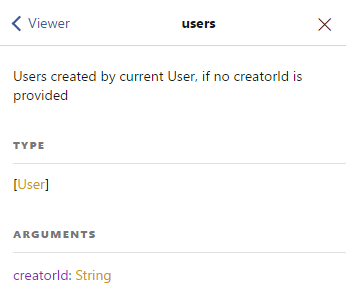 Viewer
users
Users created by current User, if no creatorId is
provided
TYPE
[User]
ARGUMENTS
creatorId: String